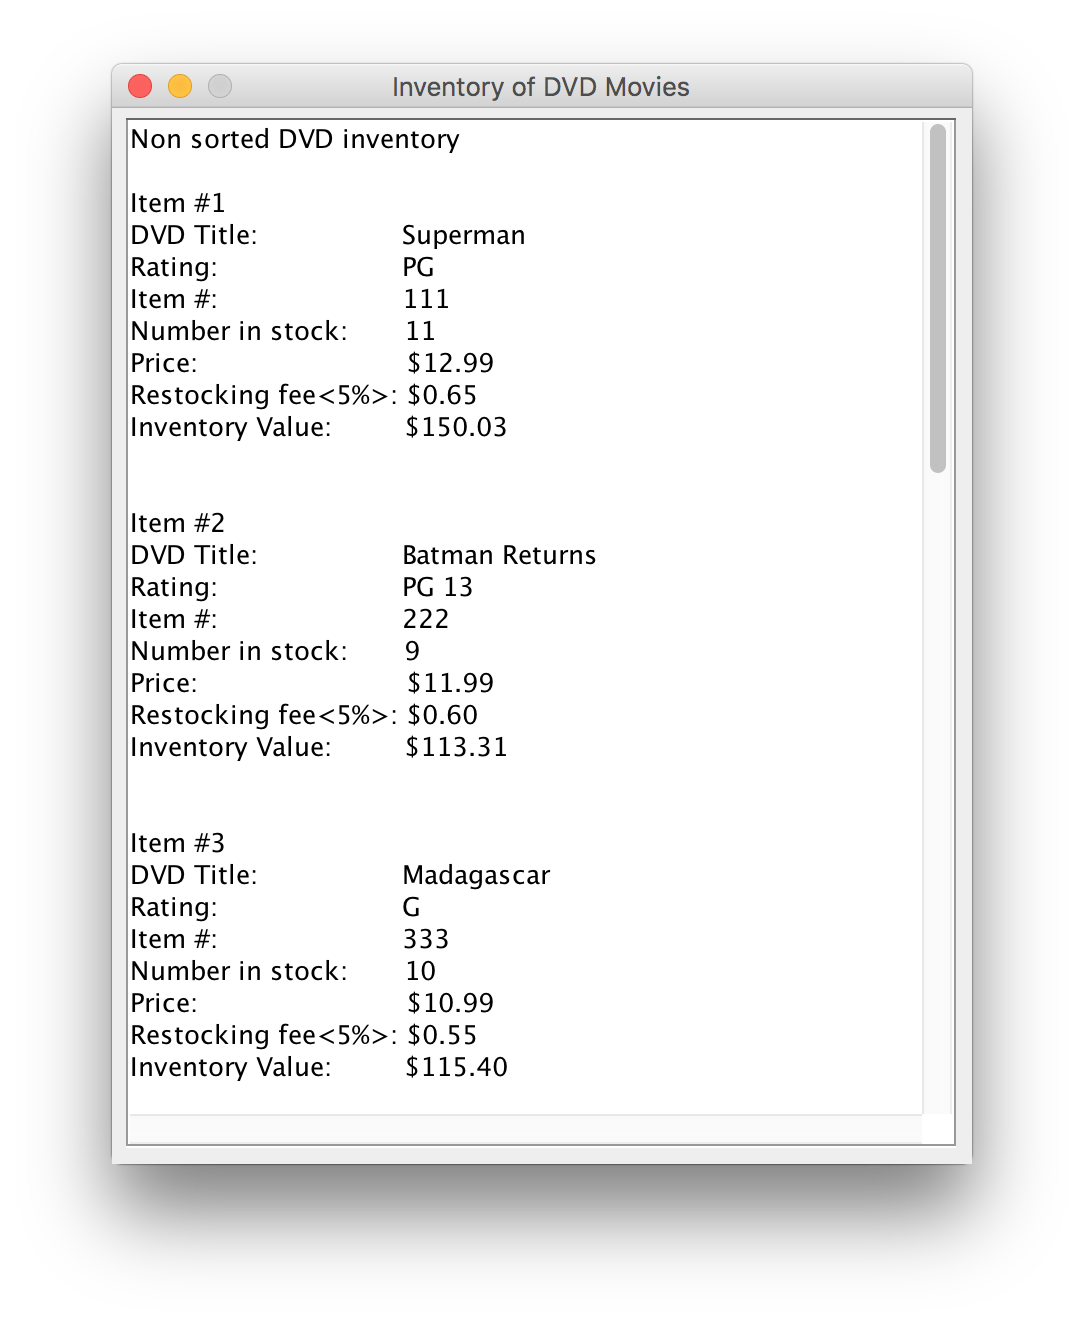 Inventory of DVD Movies
Non sorted DVD inventory
Item #1
DVD Title: Superman
Rating: PG
Item #: 111
Number in stock: 11
Price: $12.99
Restocking fee<5%>: $0.65
Inventory Value: $150.03
Item #2
DVD Title: Batman Returns
Rating: PG 13
Item #: 222
Number in stock: 9
Price: $11.99
Restocking fee<5%>: $0.60
Inventory Value: $113.31
Item #3
DVD Title: Madagascar
Rating: G
Item #: 333
Number in stock: 10
Price: $10.99
Restocking fee<5%>: $0.55
Inventory Value: $115.40